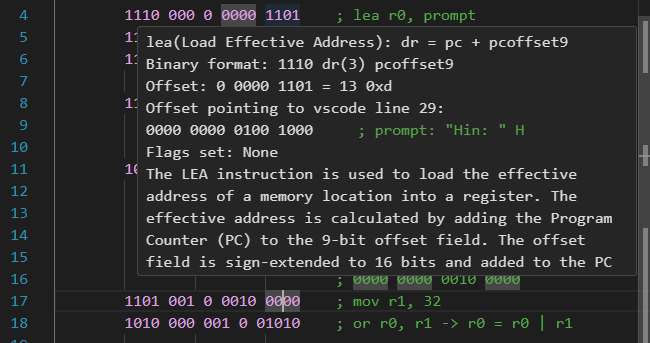 4 1110 000 0 0000 1101 ; lea r0, prompt
5 11
lea(Load Effective Address): dr = pc + pcoffset9
6 11
Binary format: 1110 dr(3) pcoffset9
7
Offset: 0 0000 1101 = 13 0xd
8 11
Offset pointing to vscode line 29:
9
0000 0000 0100 1000 ; prompt: "Hin: " H
10
Flags set: None
11 10
The LEA instruction is used to load the effective
12
address of a memory location into a register. The
13
effective address is calculated by adding the Program
14
Counter (PC) to the 9-bit offset field. The offset
15
field is sign-extended to 16 bits and added to the PC
16 ; 0000 0000 0010 0000
17 1101 001 0 0010 0000 ; mov r1, 32
18 1010 000 001 0 01010 ; or r0, r1 -> r0 = r0 | r1